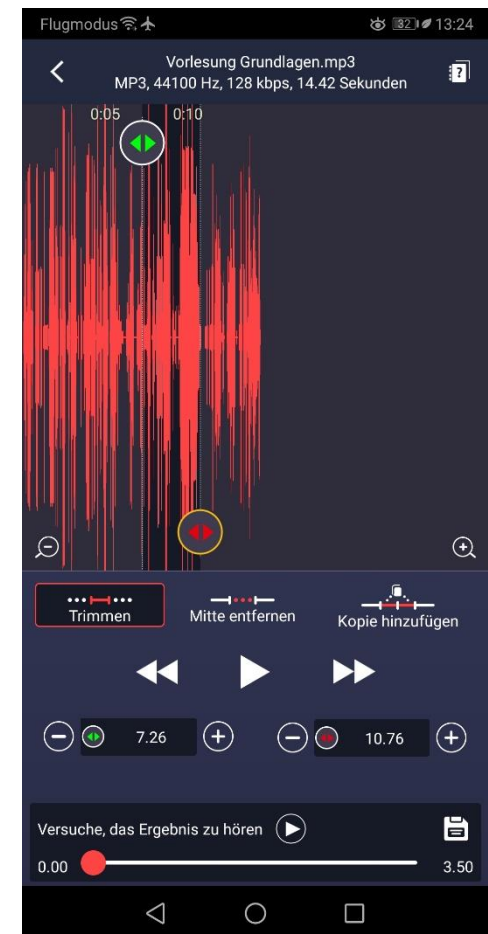 Flugmodus 32 13:24
Vorlesung Grundlagen.mp3
MP3, 44100 Hz, 128 kbps, 14.42 Sekunden
?
0:05 0:10
Trimmen Mitte entfernen Kopie hinzufügen
7.26 10.76
Versuche, das Ergebnis zu hören
0.00 3.50